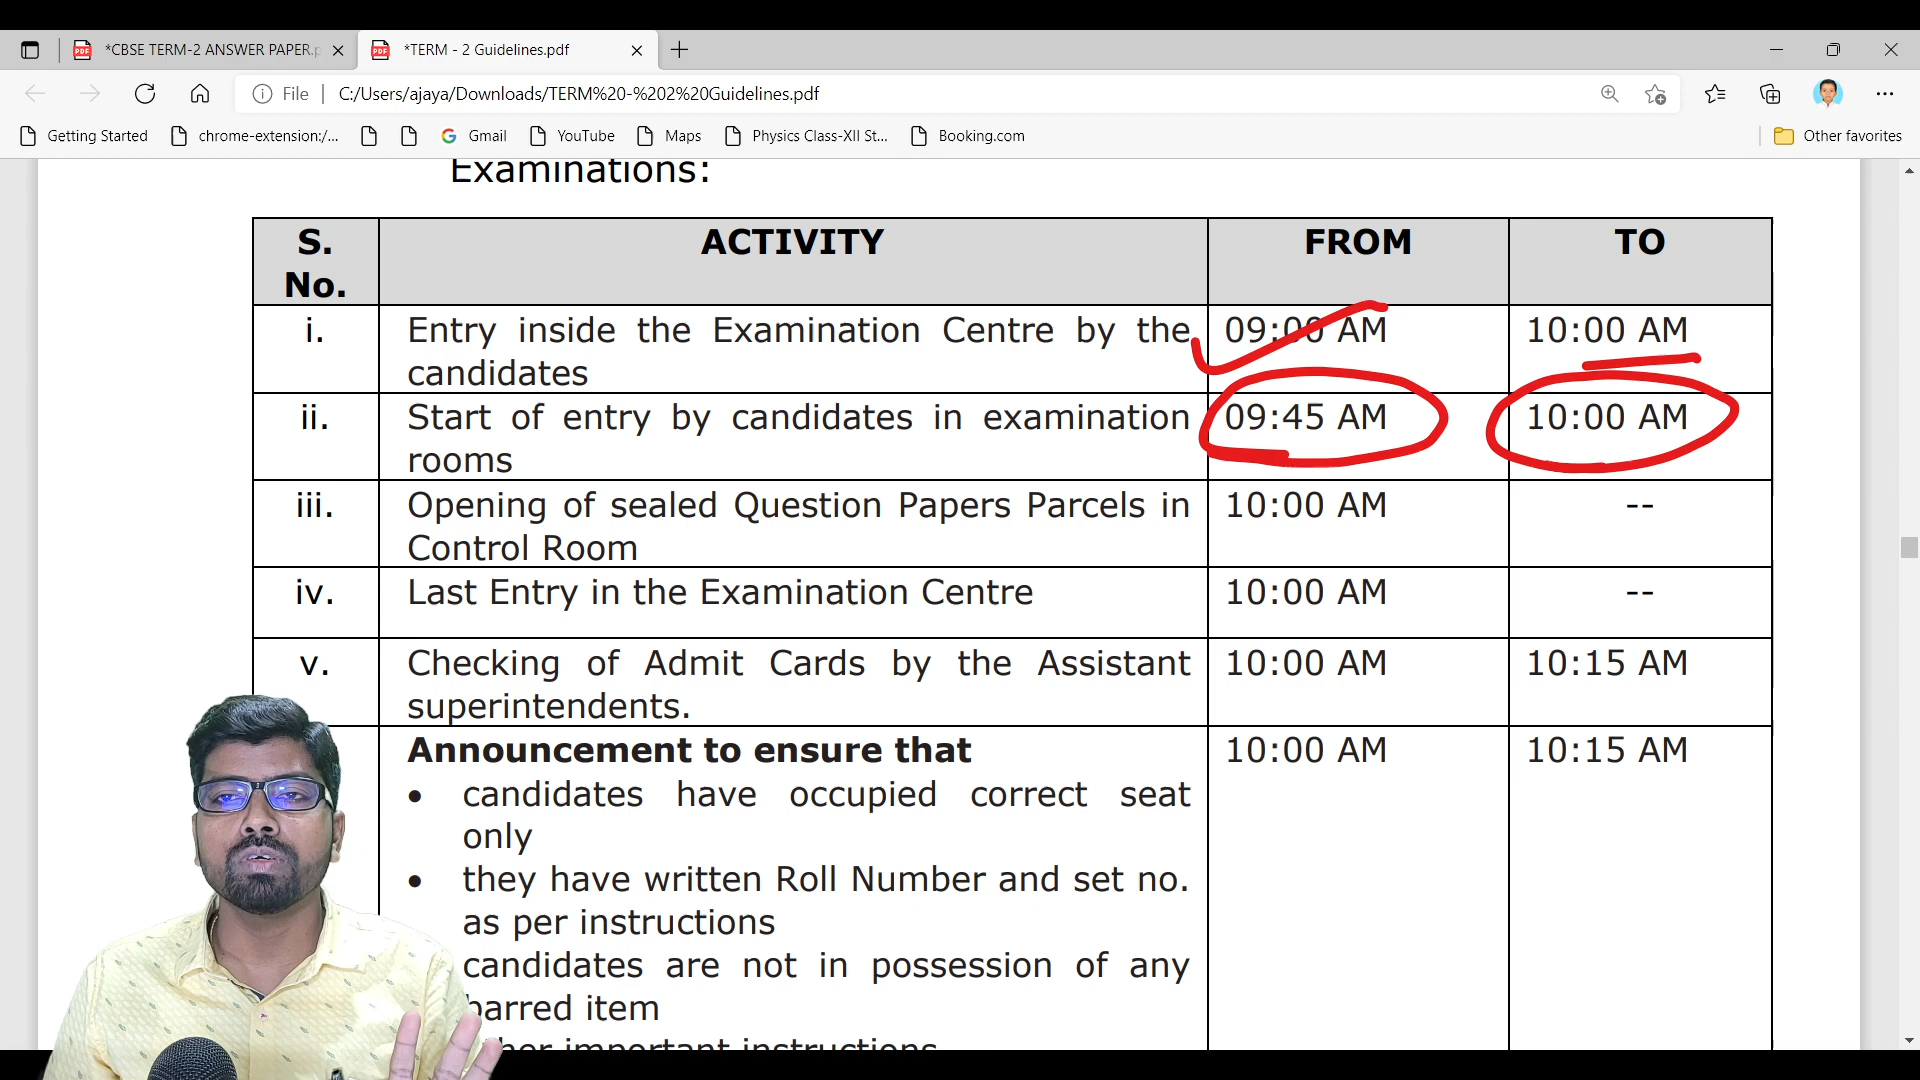 *CBSE TERM-2 ANSWER PAPER.p
*TERM - 2 Guidelines.pdf
File
C:/Users/ajaya/Downloads/TERM%20-%202%20Guidelines.pdf
Getting Started
chrome-extension:/...
Gmail
YouTube
Maps
Physics Class-XII St...
Booking.com
Other favorites
Examinations:
S. No. ACTIVITY FROM TO
i. Entry inside the Examination Centre by the 09:00 AM 10:00 AM
candidates
ii. Start of entry by candidates in examination 09:45 AM 10:00 AM
rooms
iii. Opening of sealed Question Papers Parcels in 10:00 AM --
Control Room
iv. Last Entry in the Examination Centre 10:00 AM --
v. Checking of Admit Cards by the Assistant 10:00 AM 10:15 AM
superintendents.
Announcement to ensure that 10:00 AM 10:15 AM
• candidates have occupied correct seat
only
• they have written Roll Number and set no.
as per instructions
candidates are not in possession of any
barred item
important instructions